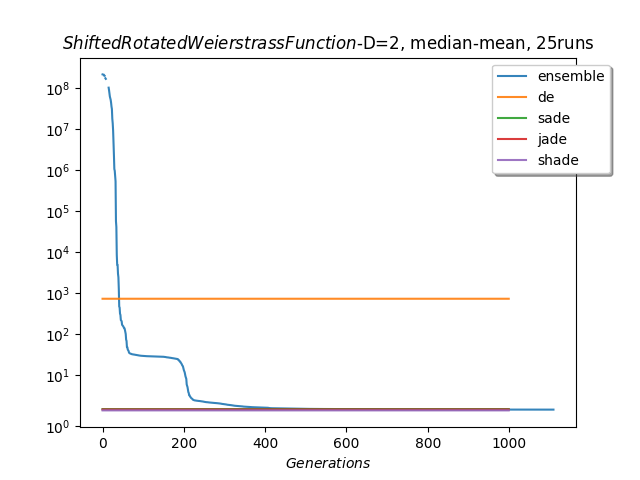 ShiftedRotatedWeierstrassFunction-D=2, median-mean, 25runs
ensemble
de
sade
jade
shade
10^8
10^7
10^6
10^5
10^4
10^3
10^2
10^1
10^0
0 200 400 600 800 1000
Generations